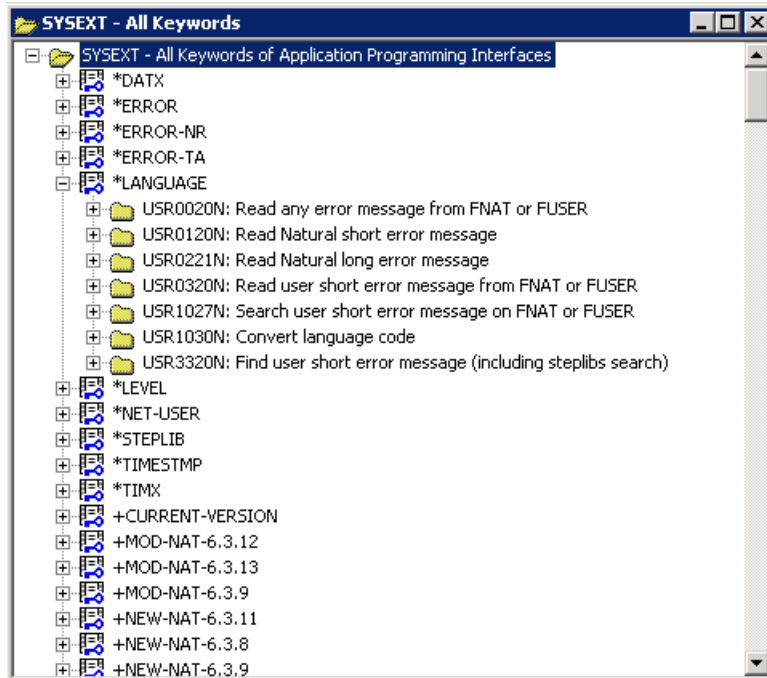 SYSEXT - All Keywords
SYSEXT - All Keywords of Application Programming Interfaces
*DATX
*ERROR
*ERROR-NR
*ERROR-TA
*LANGUAGE
USR0020N: Read any error message from FNAT or FUSER
USR0120N: Read Natural short error message
USR0221N: Read Natural long error message
USR0320N: Read user short error message from FNAT or FUSER
USR1027N: Search user short error message on FNAT or FUSER
USR1030N: Convert language code
USR3320N: Find user short error message (including steplibs search)
*LEVEL
*NET-USER
*STEPLIB
*TIMESTMP
*TIMX
+CURRENT-VERSION
+MOD-NAT-6.3.12
+MOD-NAT-6.3.13
+MOD-NAT-6.3.9
+NEW-NAT-6.3.11
+NEW-NAT-6.3.8
+NEW-NAT-6.3.9